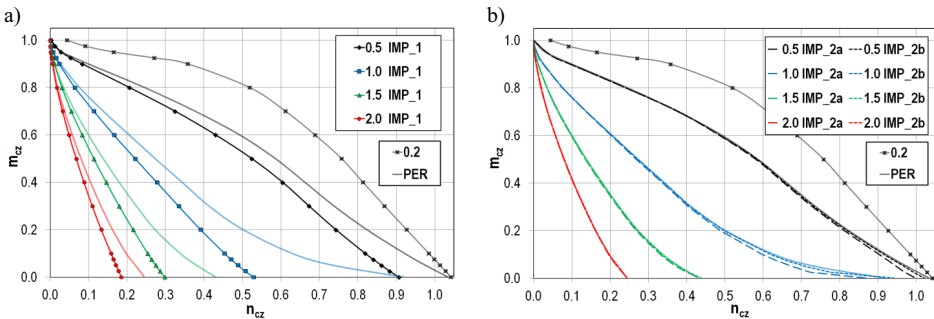 a)
m_cz
1.0
0.8
0.6
0.4
0.2
0.0
0.0 0.1 0.2 0.3 0.4 0.5 0.6 0.7 0.8 0.9 1.0
n_cz
0.5 IMP_1
1.0 IMP_1
1.5 IMP_1
2.0 IMP_1
0.2
PER
b)
m_cz
1.0
0.8
0.6
0.4
0.2
0.0
0.0 0.1 0.2 0.3 0.4 0.5 0.6 0.7 0.8 0.9 1.0
n_cz
0.5 IMP_2a 0.5 IMP_2b
1.0 IMP_2a 1.0 IMP_2b
1.5 IMP_2a 1.5 IMP_2b
2.0 IMP_2a 2.0 IMP_2b
0.2
PER